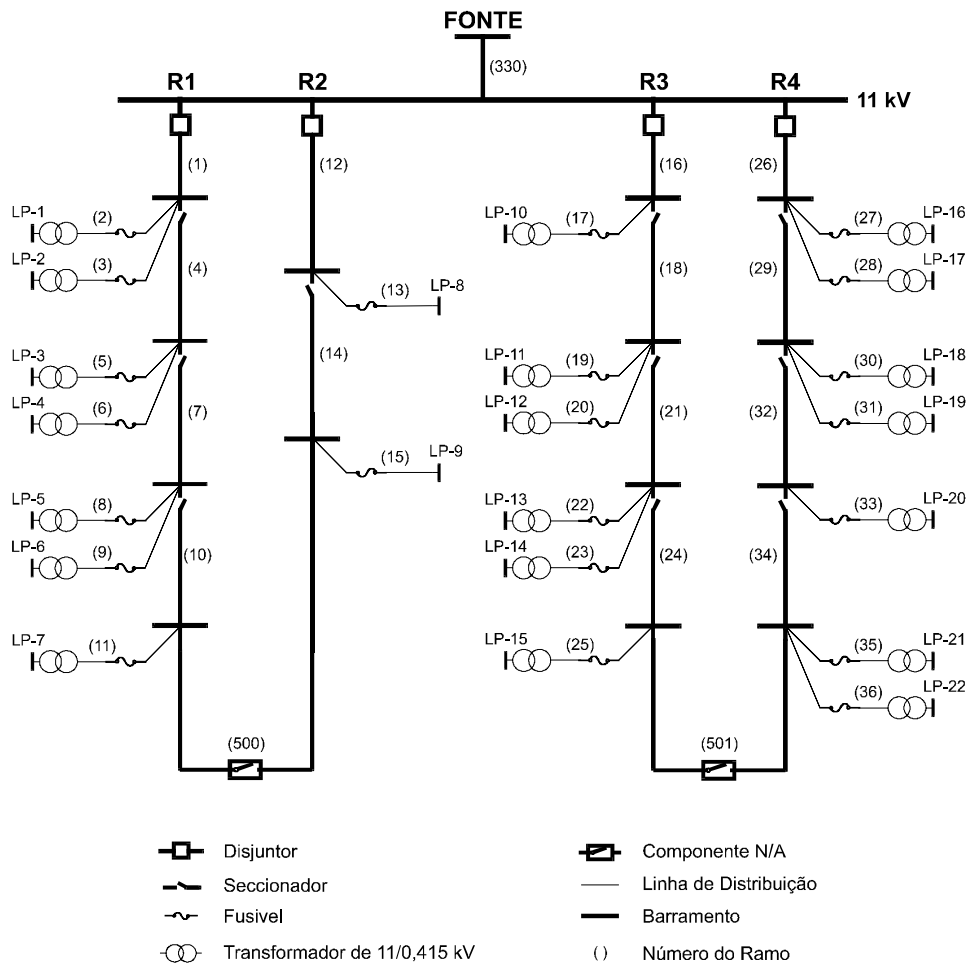 FONTE
(330)
R1 R2 R3 R4
11 kV
(1) (12) (16) (26)
LP-1 (2) LP-10 (17) (27) LP-16
LP-2 (3) (4) (13) LP-8 (18) (29) (28) LP-17
(14)
LP-3 (5) LP-11 (19) (30) LP-18
LP-4 (6) (7) LP-12 (20) (21) (32) (31) LP-19
(15) LP-9
LP-5 (8) LP-13 (22) (33) LP-20
LP-6 (9) (10) LP-14 (23) (24) (34)
LP-7 (11) LP-15 (25) (35) LP-21
(36) LP-22
(500) (501)
Disjuntor Componente N/A
Seccionador Linha de Distribuição
Fusivel Barramento
Transformador de 11/0,415 kV () Número do Ramo